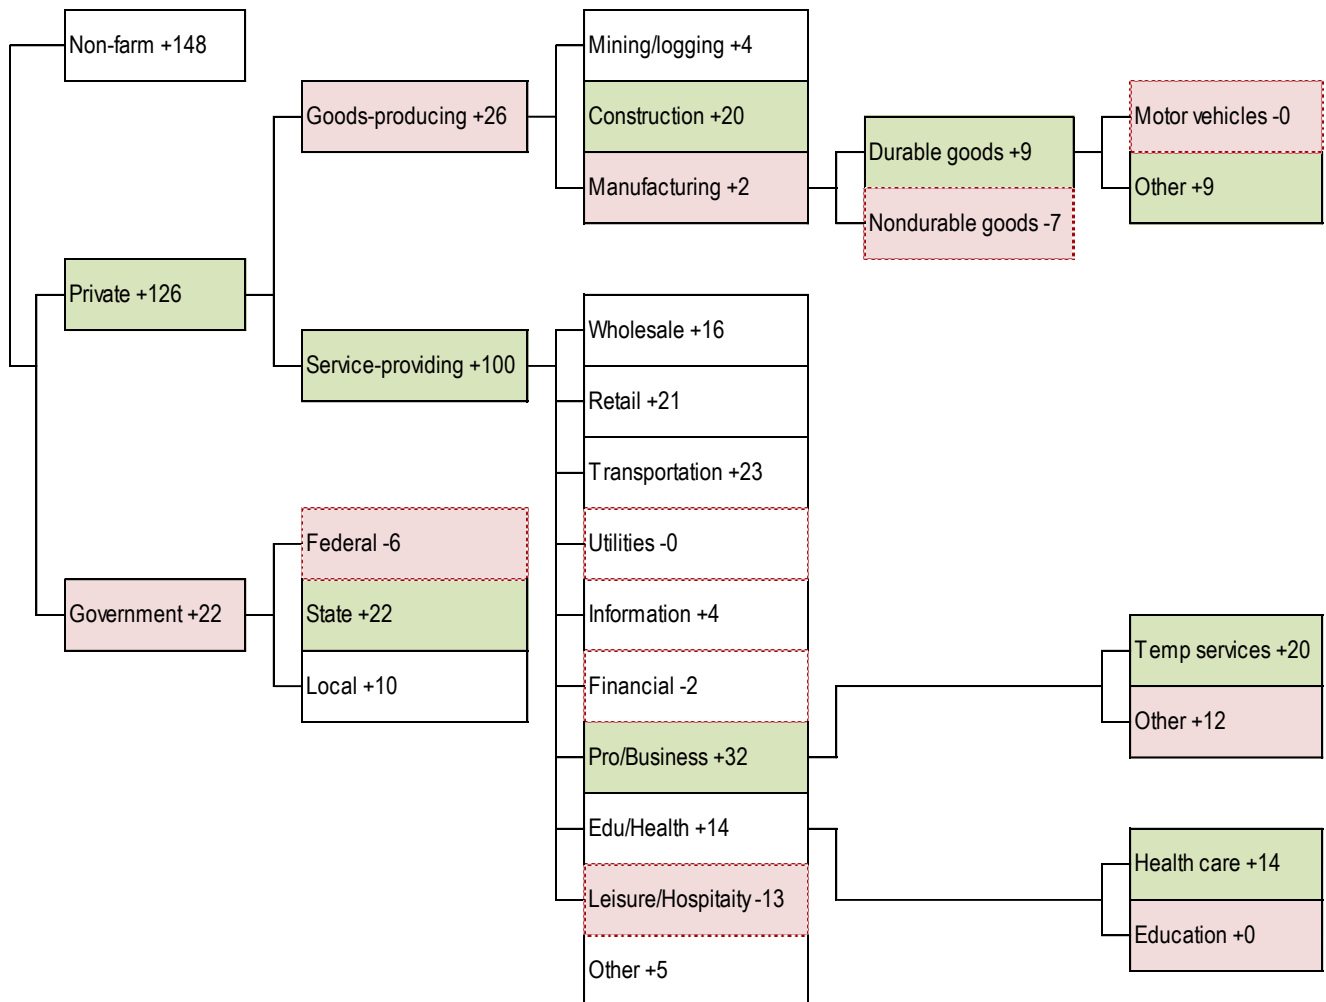 Non-farm +148
Private +126
Government +22
Goods-producing +26
Service-providing +100
Federal -6
State +22
Local +10
Mining/logging +4
Construction +20
Manufacturing +2
Wholesale +16
Retail +21
Transportation +23
Utilities -0
Information +4
Financial -2
Pro/Business +32
Edu/Health +14
Leisure/Hospitaity -13
Other +5
Durable goods +9
Nondurable goods -7
Motor vehicles -0
Other +9
Temp services +20
Other +12
Health care +14
Education +0